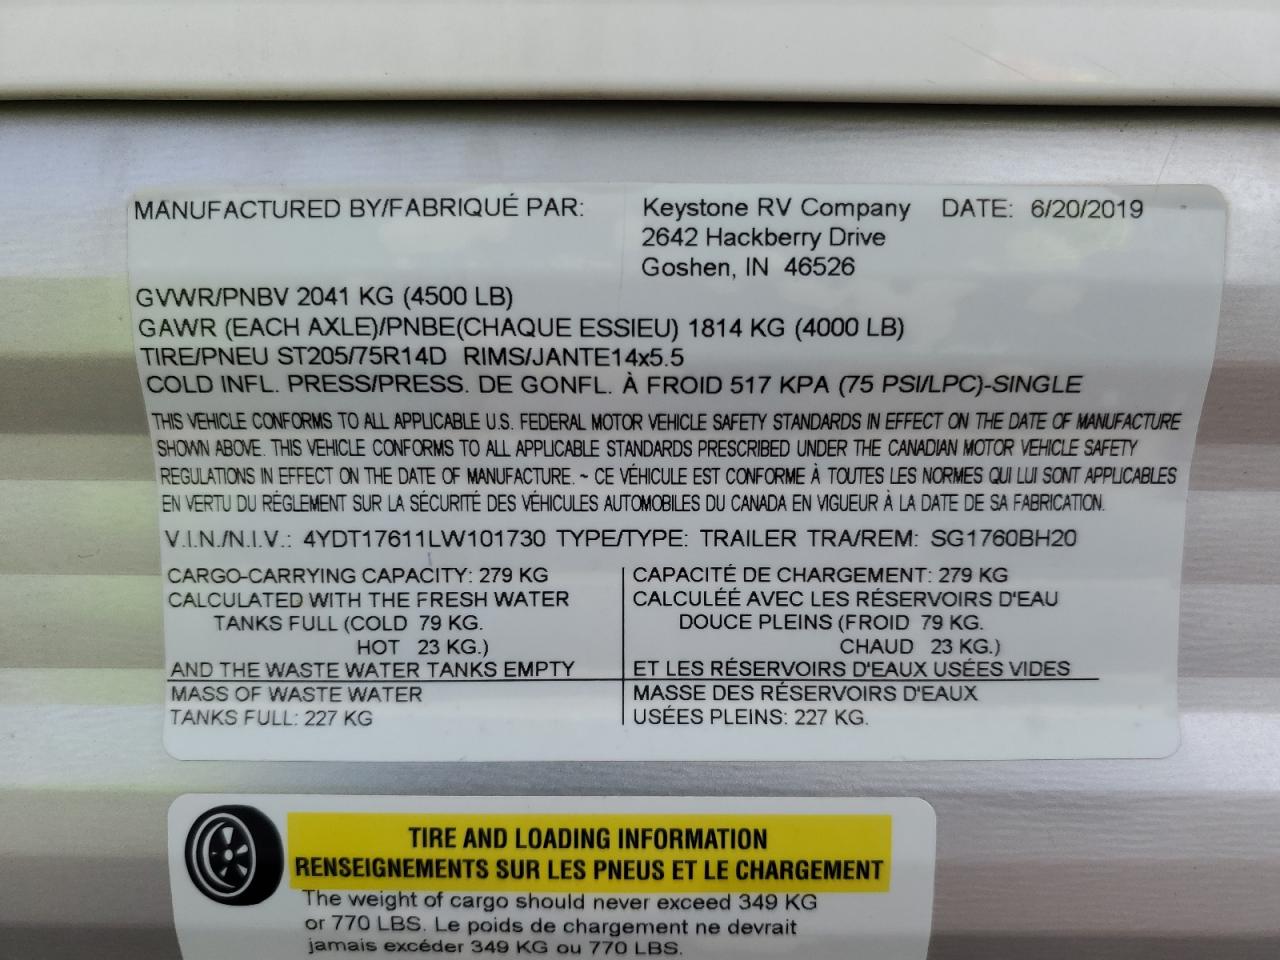 MANUFACTURED BY/FABRIQUÉ PAR: Keystone RV Company DATE: 6/20/2019
2642 Hackberry Drive
Goshen, IN 46526
GVWR/PNBV 2041 KG (4500 LB)
GAWR (EACH AXLE)/PNBE(CHAQUE ESSIEU) 1814 KG (4000 LB)
TIRE/PNEU ST205/75R14D RIMS/JANTE14x5.5
COLD INFL. PRESS/PRESS. DE GONFL. À FROID 517 KPA (75 PSI/LPC)-SINGLE
THIS VEHICLE CONFORMS TO ALL APPLICABLE U.S. FEDERAL MOTOR VEHICLE SAFETY STANDARDS IN EFFECT ON THE DATE OF MANUFACTURE
SHOWN ABOVE. THIS VEHICLE CONFORMS TO ALL APPLICABLE STANDARDS PRESCRIBED UNDER THE CANADIAN MOTOR VEHICLE SAFETY
REGULATIONS IN EFFECT ON THE DATE OF MANUFACTURE. ~ CE VÉHICULE EST CONFORME À TOUTES LES NORMES QUI LUI SONT APPLICABLES
EN VERTU DU RÉGLEMENT SUR LA SÉCURITÉ DES VÉHICULES AUTOMOBILES DU CANADA EN VIGUEUR À LA DATE DE SA FABRICATION.
V.I.N./N.I.V.: 4YDT17611LW101730 TYPE/TYPE: TRAILER TRA/REM: SG1760BH20
CARGO-CARRYING CAPACITY: 279 KG
CALCULATED WITH THE FRESH WATER
TANKS FULL (COLD 79 KG.
HOT 23 KG.)
AND THE WASTE WATER TANKS EMPTY
MASS OF WASTE WATER
TANKS FULL: 227 KG
CAPACITÉ DE CHARGEMENT: 279 KG
CALCULÉE AVEC LES RÉSERVOIRS D'EAU
DOUCE PLEINS (FROID 79 KG.
CHAUD 23 KG.)
ET LES RÉSERVOIRS D'EAUX USÉES VIDES
MASSE DES RÉSERVOIRS D'EAUX
USÉES PLEINS: 227 KG.
TIRE AND LOADING INFORMATION
RENSEIGNEMENTS SUR LES PNEUS ET LE CHARGEMENT
The weight of cargo should never exceed 349 KG
or 770 LBS. Le poids de chargement ne devrait
jamais excéder 349 KG ou 770 LBS.